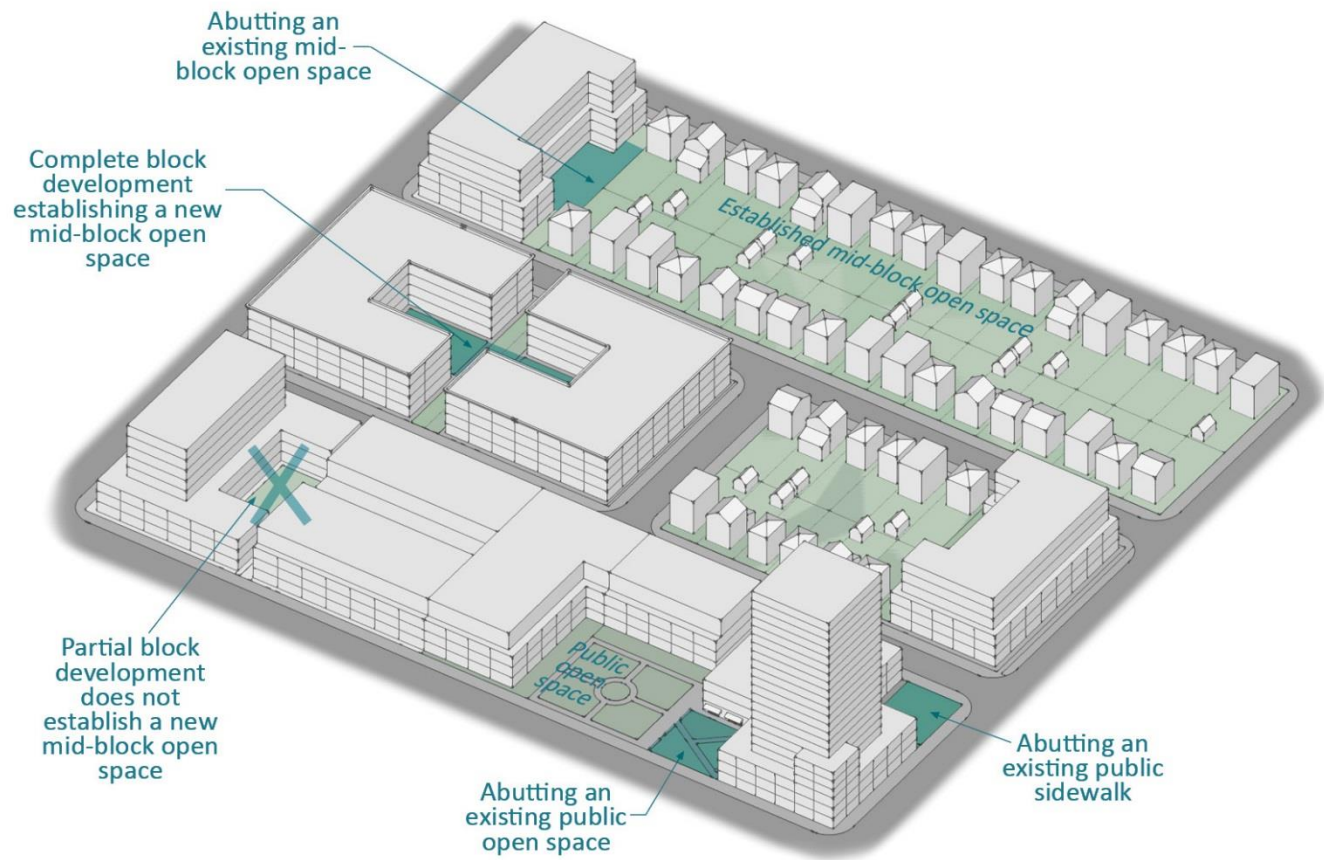 Abutting an
existing mid-
block open space
Complete block
development
establishing a new
mid-block open
space
Established mid-block open space
Partial block
development
does not
establish a new
mid-block open
space
Public
open
space
Abutting an
existing public
open space
Abutting an
existing public
sidewalk